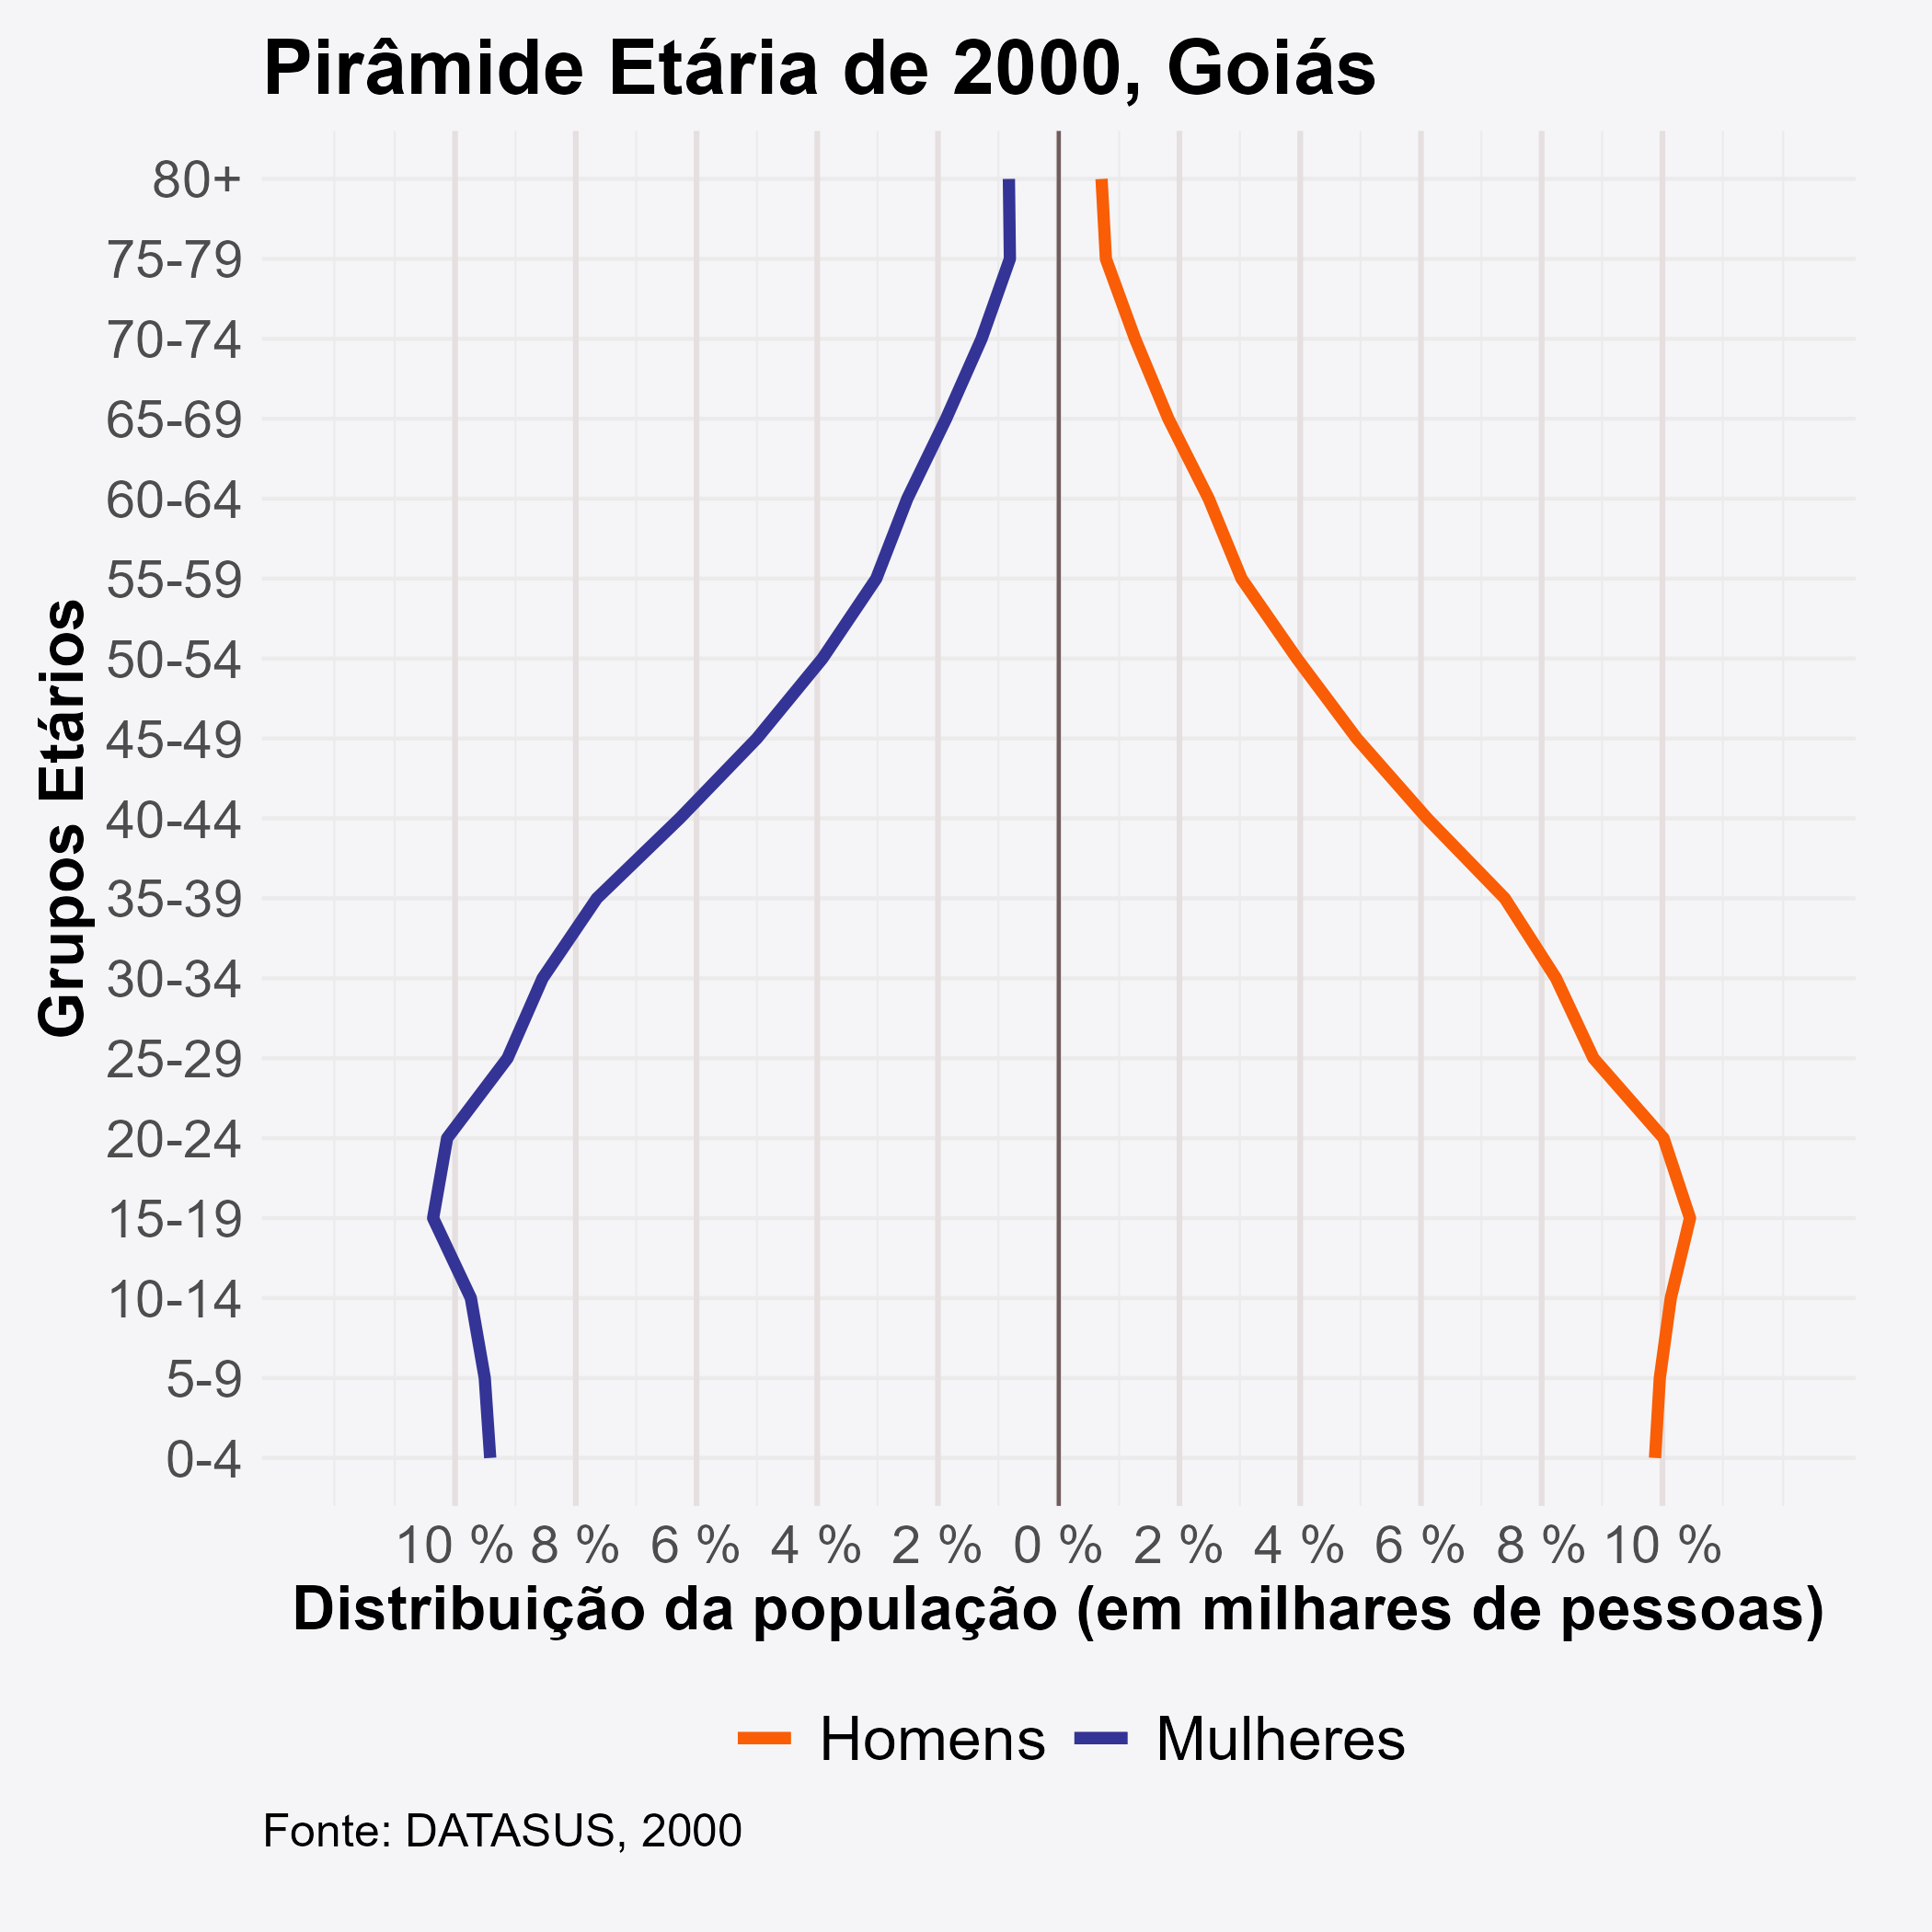 Pirâmide Etária de 2000, Goiás
Grupos Etários
80+
75-79
70-74
65-69
60-64
55-59
50-54
45-49
40-44
35-39
30-34
25-29
20-24
15-19
10-14
5-9
0-4
10 % 8 % 6 % 4 % 2 % 0 % 2 % 4 % 6 % 8 % 10 %
Distribuição da população (em milhares de pessoas)
Homens Mulheres
Fonte: DATASUS, 2000